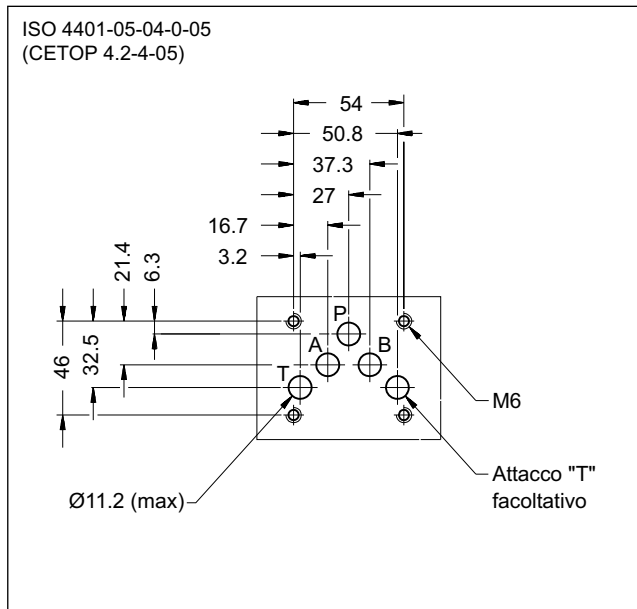 ISO 4401-05-04-0-05
(CETOP 4.2-4-05)
54
50.8
37.3
27
16.7
3.2
21.4
6.3
32.5
46
P
A
B
T
M6
Ø11.2 (max)
Attacco "T"
facoltativo